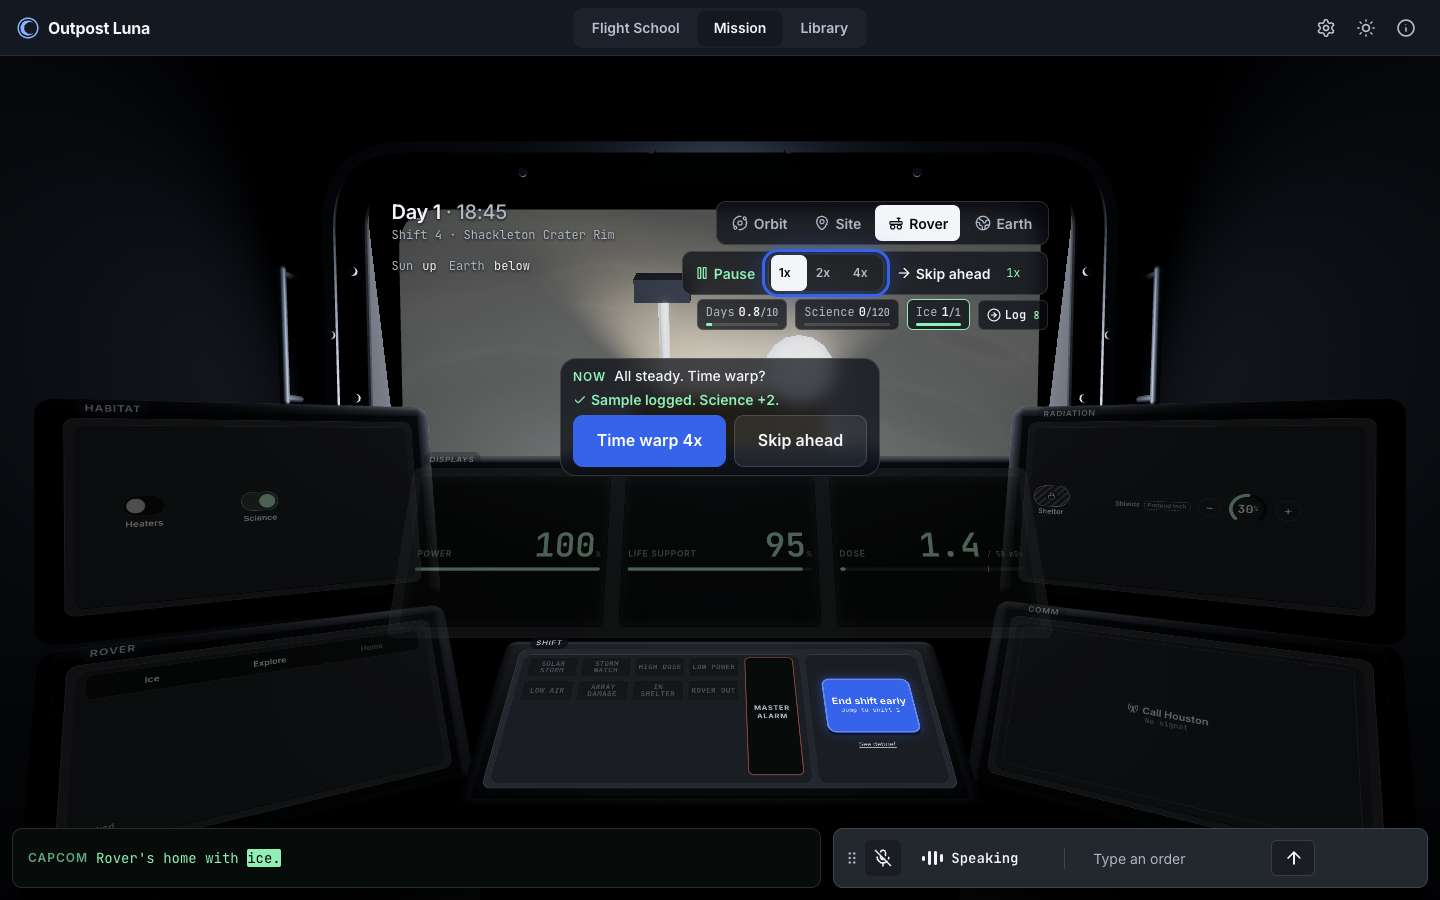 Outpost Luna
Flight School
Mission
Library
Day 1 · 18:45
Shift 4 · Shackleton Crater Rim
Sun up Earth below
Orbit
Site
Rover
Earth
Pause
1x
2x
4x
Skip ahead
1x
Days 0.8/10
Science 0/120
Ice 1/1
Log 8
NOW All steady. Time warp?
Sample logged. Science +2.
Time warp 4x
Skip ahead
HABITAT
Heaters
Science
DISPLAYS
POWER 100
LIFE SUPPORT 95
DOSE 1.4
RADIATION
Shelter
Shields
30%
ROVER
Ice
Explore
Home
SHIFT
SOLAR STORM
STORM WATCH
HIGH DOSE
LOW POWER
LOW AIR
ARRAY DAMAGE
IN SHELTER
ROVER OUT
MASTER ALARM
End shift early
See debrief
COMM
Call Houston
No signal
CAPCOM Rover's home with ice.
Speaking
Type an order